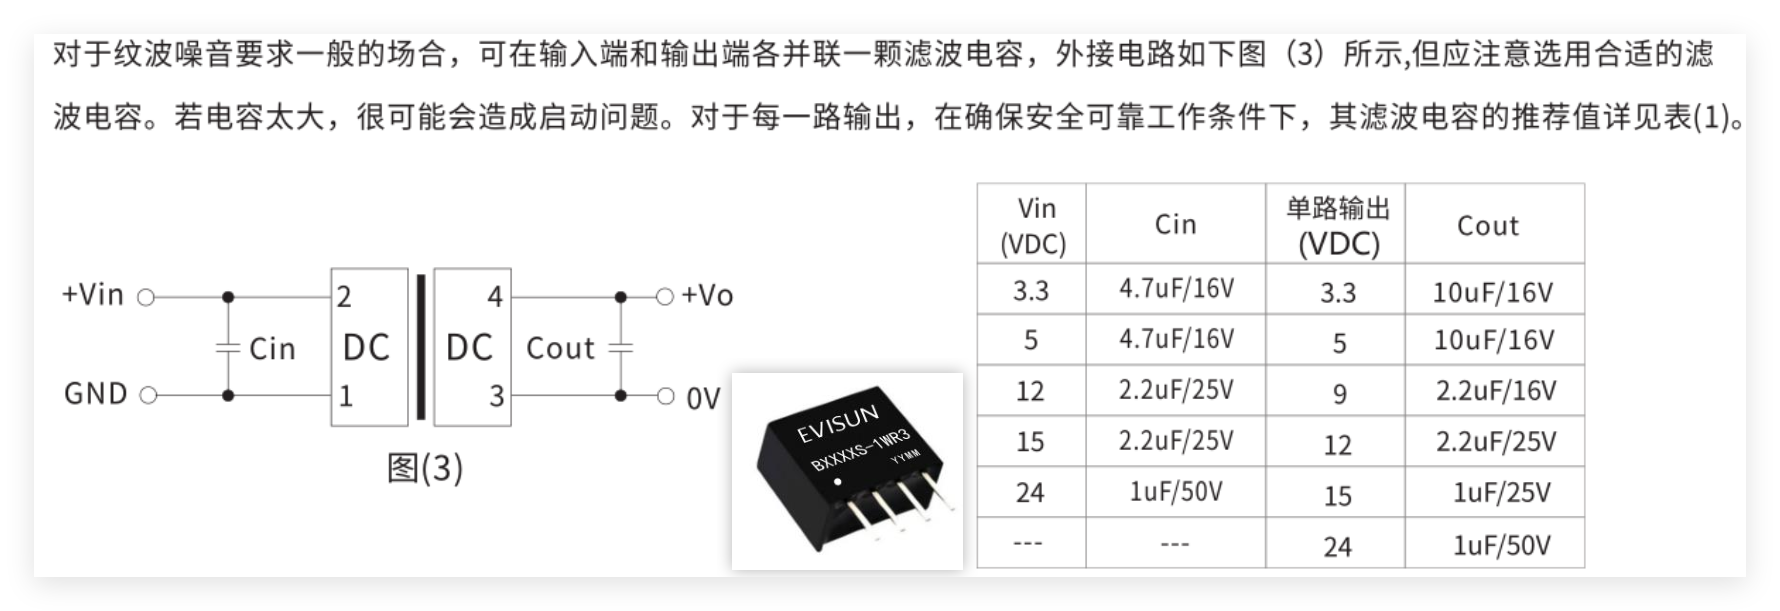 对于纹波噪音要求一般的场合，可在输入端和输出端各并联一颗滤波电容，外接电路如下图（3）所示,但应注意选用合适的滤
波电容。若电容太大，很可能会造成启动问题。对于每一路输出，在确保安全可靠工作条件下，其滤波电容的推荐值详见表(1)。
+Vin
2
4
+Vo
Cin
DC
DC
Cout
GND
1
3
0V
图(3)
EVISUN
BXXXXS-1WR3
YYMM
Vin (VDC) Cin 单路输出 (VDC) Cout
3.3 4.7uF/16V 3.3 10uF/16V
5 4.7uF/16V 5 10uF/16V
12 2.2uF/25V 9 2.2uF/16V
15 2.2uF/25V 12 2.2uF/25V
24 1uF/50V 15 1uF/25V
--- --- 24 1uF/50V